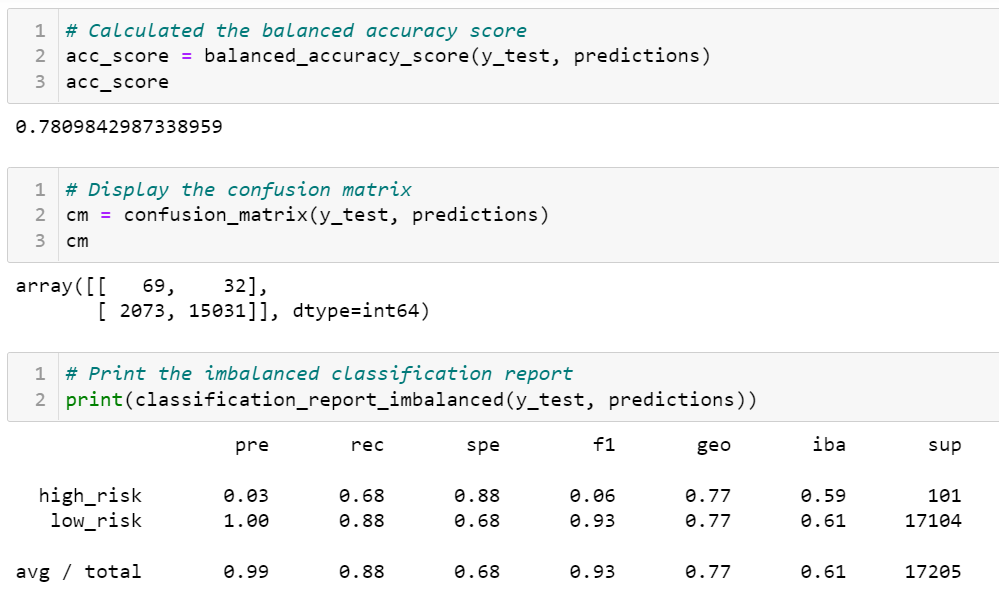 1 # Calculated the balanced accuracy score
2 acc_score = balanced_accuracy_score(y_test, predictions)
3 acc_score
0.7809842987338959
1 # Display the confusion matrix
2 cm = confusion_matrix(y_test, predictions)
3 cm
array([[   69,    32],
       [ 2073, 15031]], dtype=int64)
1 # Print the imbalanced classification report
2 print(classification_report_imbalanced(y_test, predictions))
pre rec spe f1 geo iba sup
high_risk 0.03 0.68 0.88 0.06 0.77 0.59 101
low_risk 1.00 0.88 0.68 0.93 0.77 0.61 17104
avg / total 0.99 0.88 0.68 0.93 0.77 0.61 17205